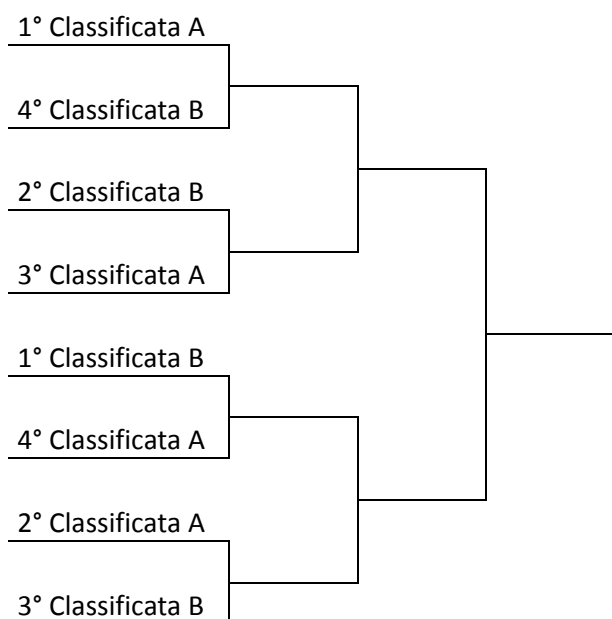 1° Classificata A
4° Classificata B
2° Classificata B
3° Classificata A
1° Classificata B
4° Classificata A
2° Classificata A
3° Classificata B